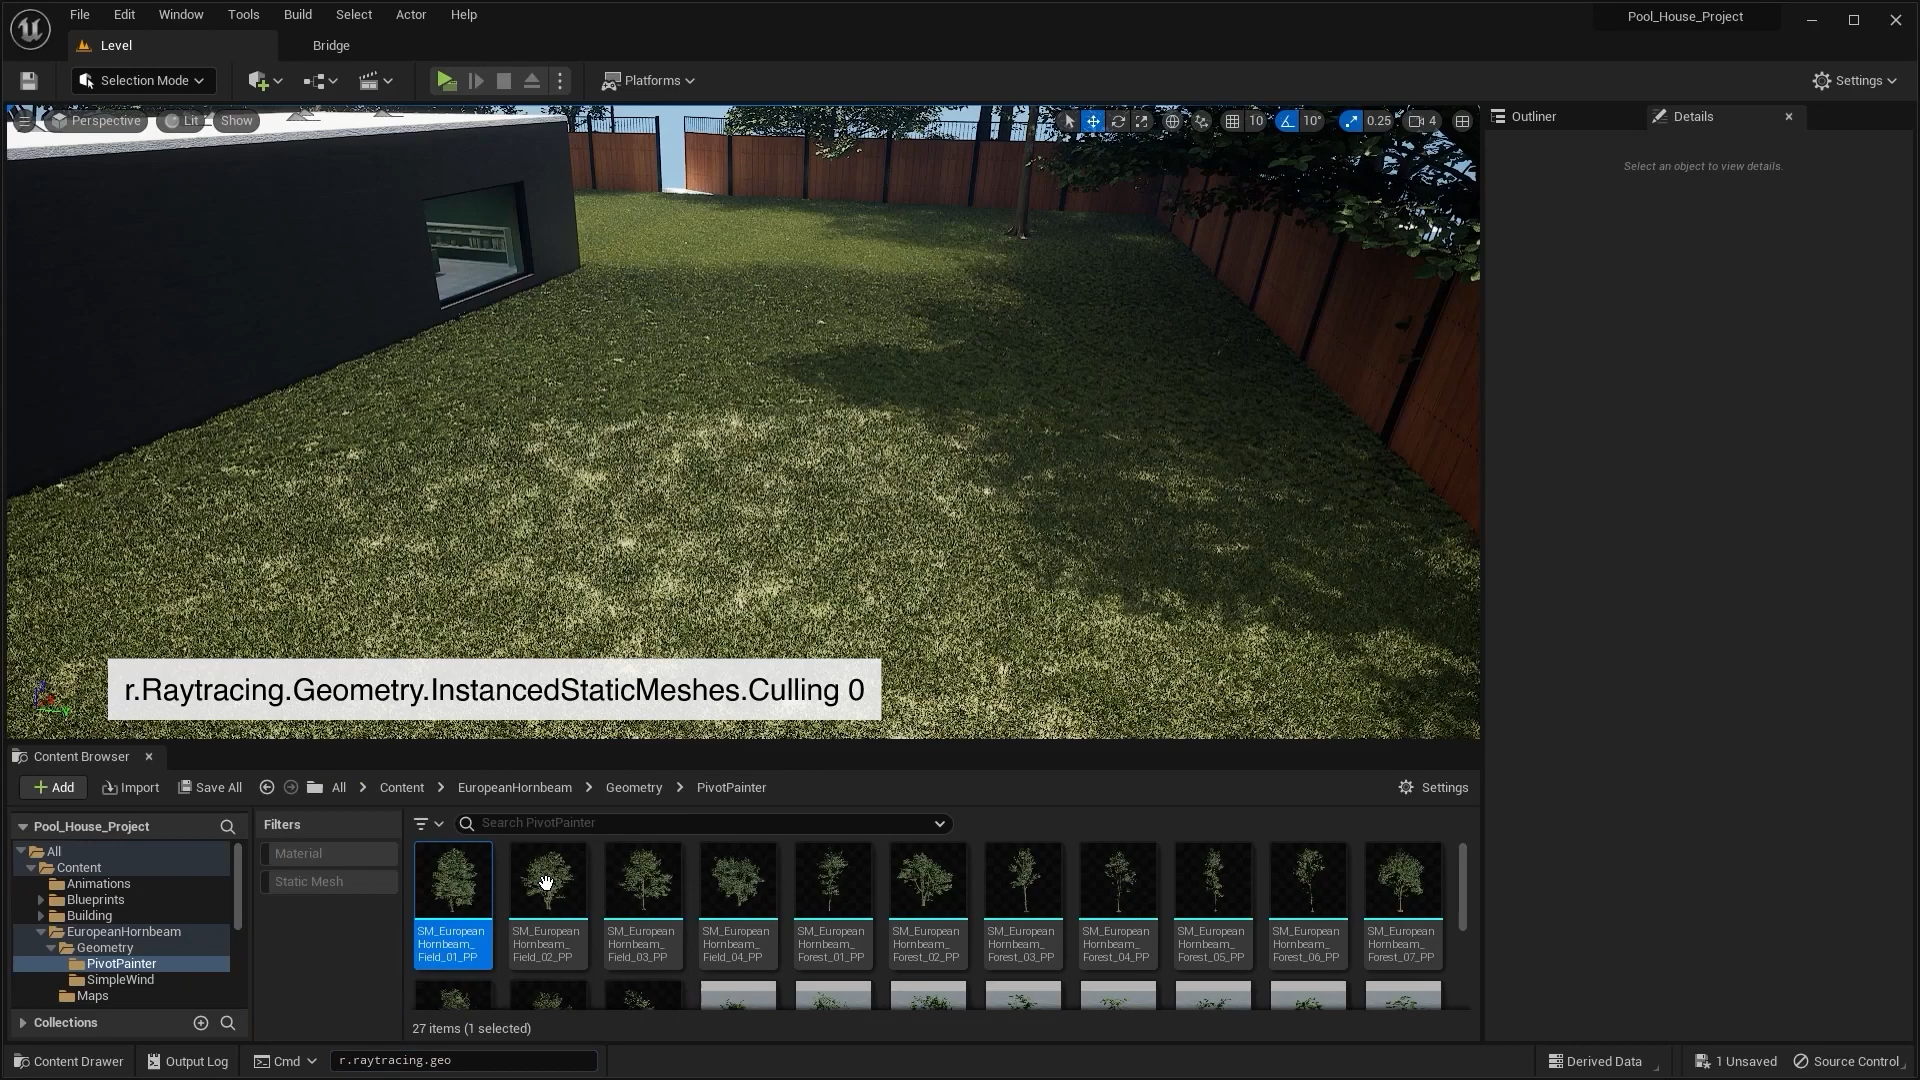 File Edit Window Tools Build Select Actor Help
Pool_House_Project
Level
Bridge
Selection Mode
Platforms
Settings
Perspective
Lit
Show
10
10°
0.25
4
Outliner
Details
Select an object to view details.
r.Raytracing.Geometry.InstancedStaticMeshes.Culling 0
Content Browser
Add
Import
Save All
All
Content
EuropeanHornbeam
Geometry
PivotPainter
Settings
Pool_House_Project
All
Content
Animations
Blueprints
Building
EuropeanHornbeam
Geometry
PivotPainter
SimpleWind
Maps
Collections
Filters
Material
Static Mesh
Search PivotPainter
SM_European
Hornbeam_
Field_01_PP
SM_European
Hornbeam_
Field_02_PP
SM_European
Hornbeam_
Field_03_PP
SM_European
Hornbeam_
Field_04_PP
SM_European
Hornbeam_
Forest_01_PP
SM_European
Hornbeam_
Forest_02_PP
SM_European
Hornbeam_
Forest_03_PP
SM_European
Hornbeam_
Forest_04_PP
SM_European
Hornbeam_
Forest_05_PP
SM_European
Hornbeam_
Forest_06_PP
SM_European
Hornbeam_
Forest_07_PP
27 items (1 selected)
Content Drawer
Output Log
Cmd
r.raytracing.geo
Derived Data
1 Unsaved
Source Control